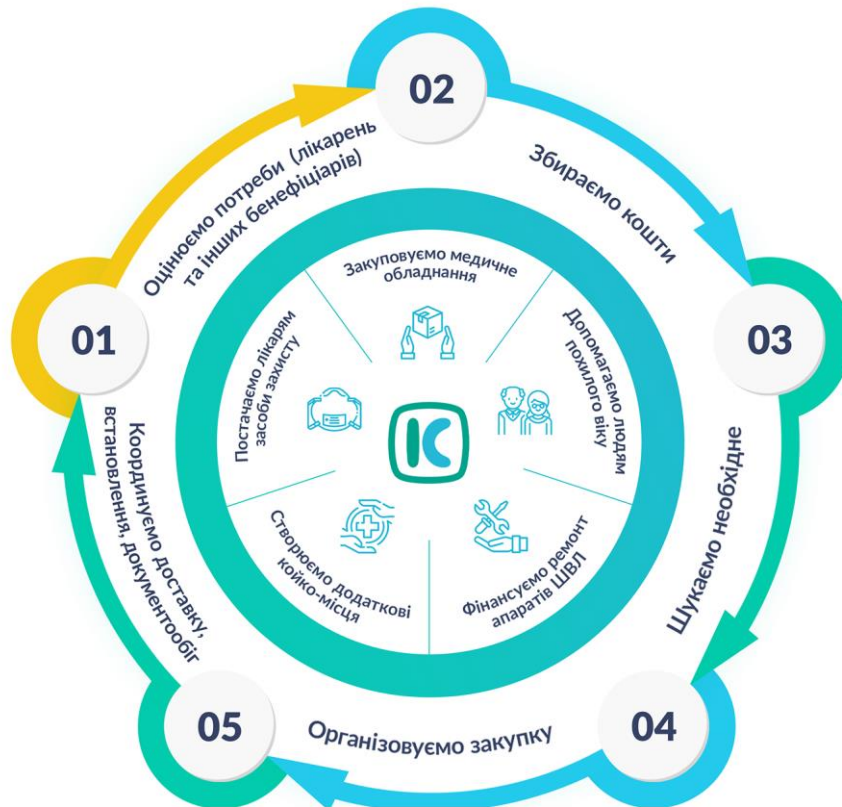 01
Оцінюємо потреби (лікарень
та інших бенефіціарів)
02
Збираємо кошти
03
Шукаємо необхідне
04
Організовуємо закупку
05
Координуємо доставку,
встановлення, документообіг
Закуповуємо медичне
обладнання
Допомагаємо людям
похилого віку
Фінансуємо ремонт
апаратів ШВЛ
Створюємо додаткові
койко-місця
Постачаємо лікарям
засоби захисту
IC